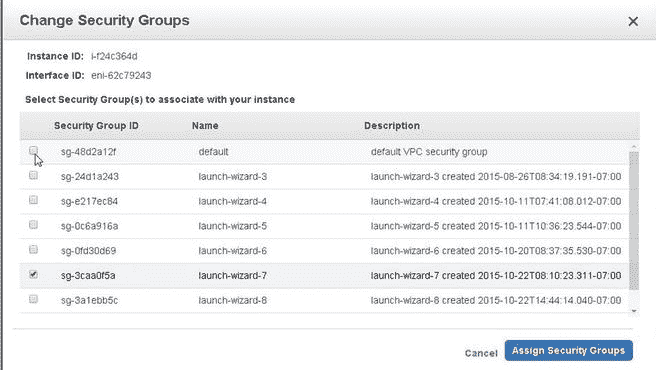 Change Security Groups
Instance ID: i-f24c364d
Interface ID: eni-62c79243
Select Security Group(s) to associate with your instance
Security Group ID Name Description
sg-48d2a12f default default VPC security group
sg-24d1a243 launch-wizard-3 launch-wizard-3 created 2015-08-26T08:34:19.191-07:00
sg-e217ec84 launch-wizard-4 launch-wizard-4 created 2015-10-11T07:41:08.012-07:00
sg-0c6a916a launch-wizard-5 launch-wizard-5 created 2015-10-11T10:36:23.544-07:00
sg-0fd30d69 launch-wizard-6 launch-wizard-6 created 2015-10-20T08:37:35.530-07:00
sg-3caa0f5a launch-wizard-7 launch-wizard-7 created 2015-10-22T08:10:23.311-07:00
sg-3a1ebb5c launch-wizard-8 launch-wizard-8 created 2015-10-22T14:44:14.040-07:00
Cancel Assign Security Groups